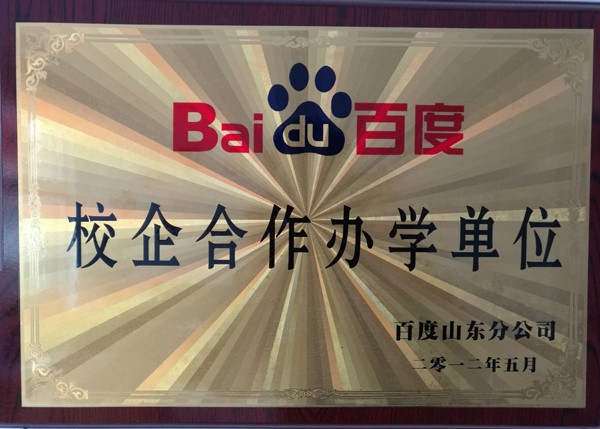 Baidu百度
校企合作办学单位
百度山东分公司
二零一二年五月